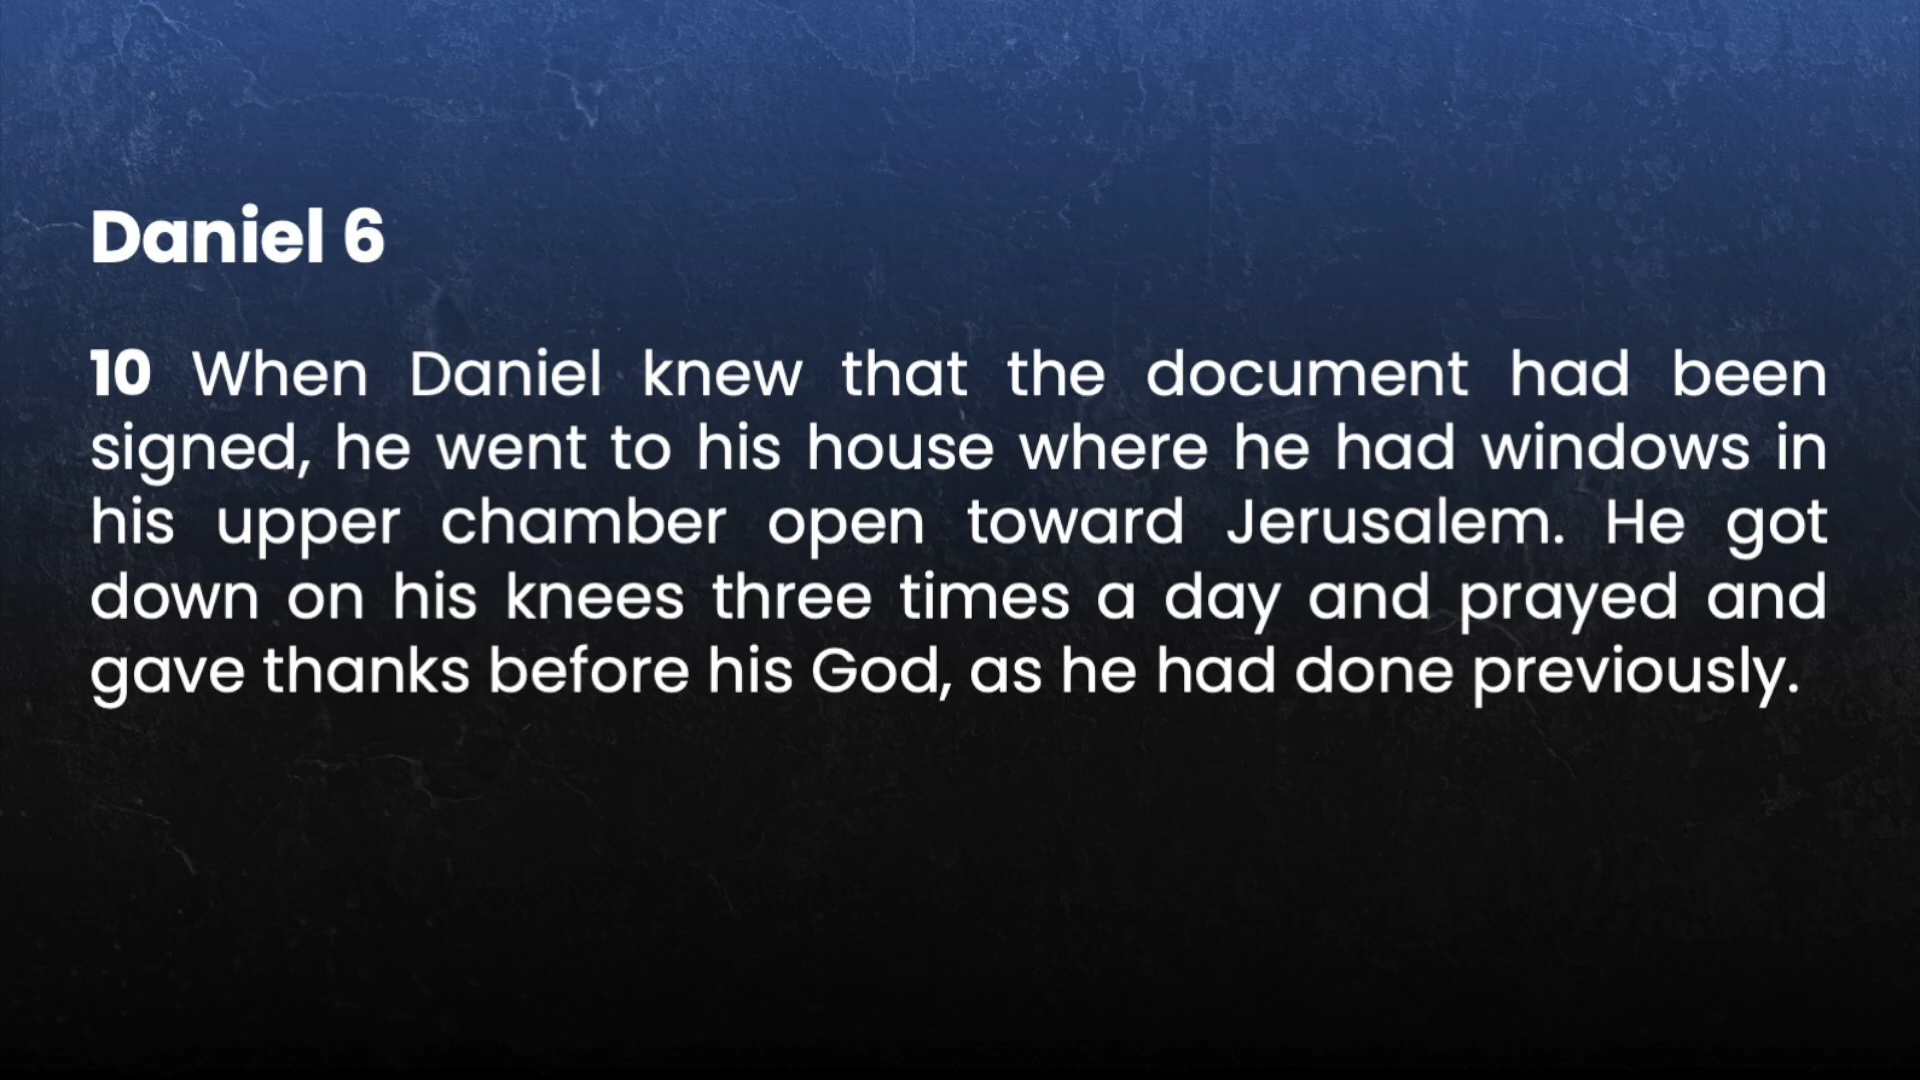 Daniel 6
10 When Daniel knew that the document had been
signed, he went to his house where he had windows in
his upper chamber open toward Jerusalem. He got
down on his knees three times a day and prayed and
gave thanks before his God, as he had done previously.